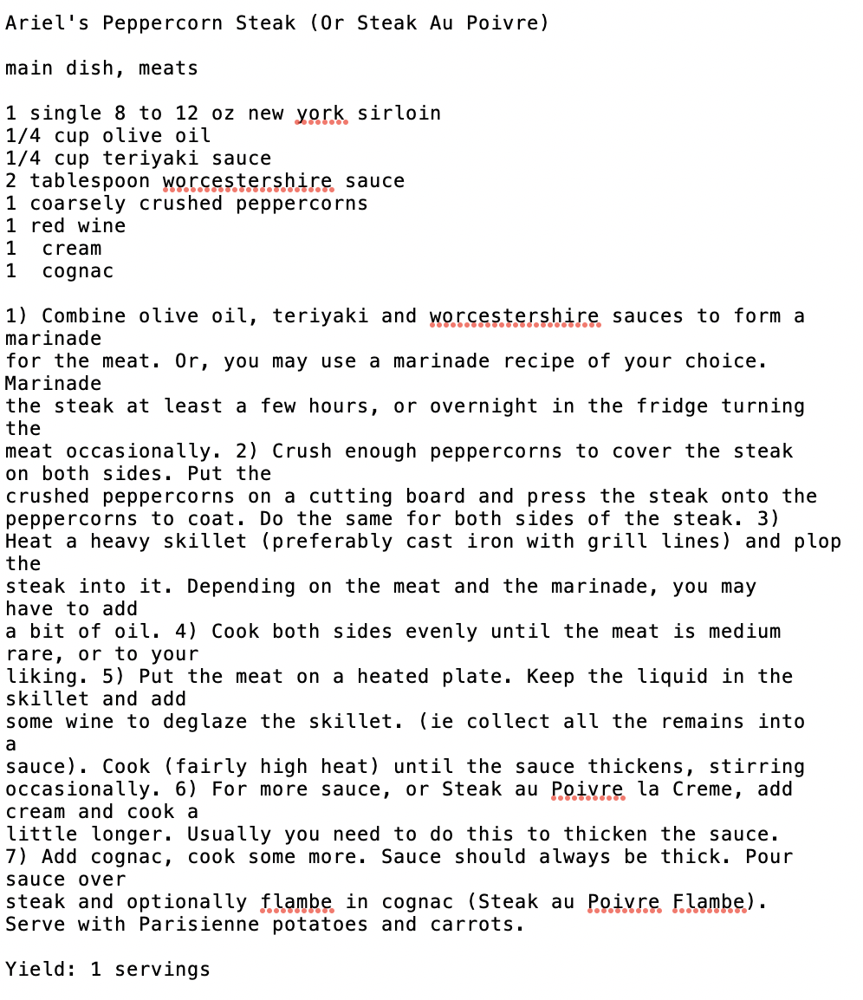 Ariel's Peppercorn Steak (Or Steak Au Poivre)
main dish, meats
1 single 8 to 12 oz new york sirloin
1/4 cup olive oil
1/4 cup teriyaki sauce
2 tablespoon worcestershire sauce
1 coarsely crushed peppercorns
1 red wine
1  cream
1  cognac
1) Combine olive oil, teriyaki and worcestershire sauces to form a
marinade
for the meat. Or, you may use a marinade recipe of your choice.
Marinade
the steak at least a few hours, or overnight in the fridge turning
the
meat occasionally. 2) Crush enough peppercorns to cover the steak
on both sides. Put the
crushed peppercorns on a cutting board and press the steak onto the
peppercorns to coat. Do the same for both sides of the steak. 3)
Heat a heavy skillet (preferably cast iron with grill lines) and plop
the
steak into it. Depending on the meat and the marinade, you may
have to add
a bit of oil. 4) Cook both sides evenly until the meat is medium
rare, or to your
liking. 5) Put the meat on a heated plate. Keep the liquid in the
skillet and add
some wine to deglaze the skillet. (ie collect all the remains into
a
sauce). Cook (fairly high heat) until the sauce thickens, stirring
occasionally. 6) For more sauce, or Steak au Poivre la Creme, add
cream and cook a
little longer. Usually you need to do this to thicken the sauce.
7) Add cognac, cook some more. Sauce should always be thick. Pour
sauce over
steak and optionally flambe in cognac (Steak au Poivre Flambe).
Serve with Parisienne potatoes and carrots.
Yield: 1 servings